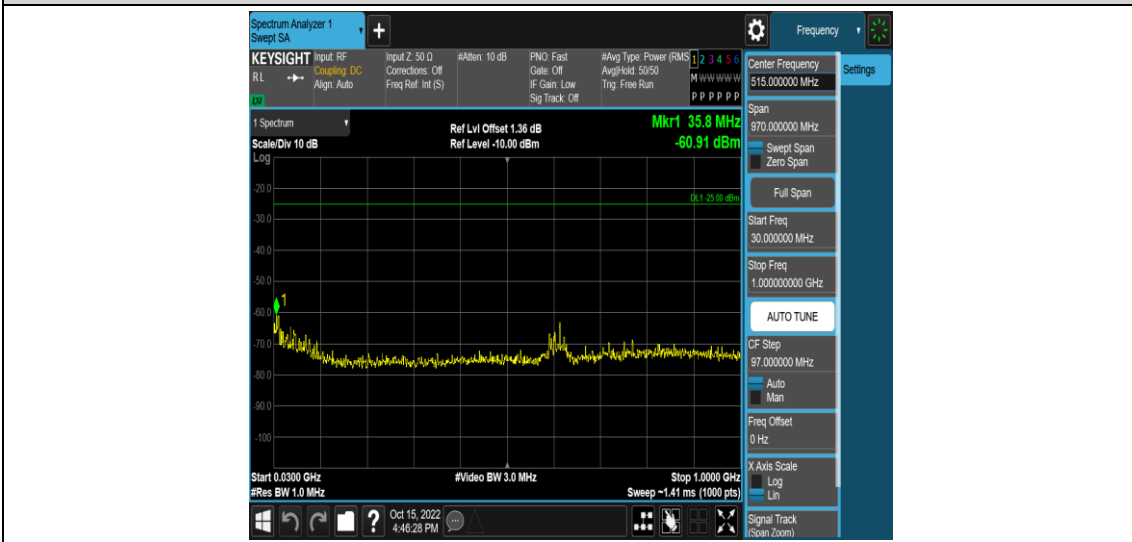 Spectrum Analyzer 1
Swept SA
+
Frequency
KEYSIGHT
RL
LXI
Input: RF
Coupling: DC
Align: Auto
Input Z: 50 Ω
Corrections: Off
Freq Ref: Int (S)
#Atten: 10 dB
PNO: Fast
Gate: Off
IF Gain: Low
Sig Track: Off
#Avg Type: Power (RMS
Avg|Hold: 50/50
Trig: Free Run
1 2 3 4 5 6
M W W W W W
P P P P P P
1 Spectrum
Scale/Div 10 dB
Log
Ref Lvl Offset 1.36 dB
Ref Level -10.00 dBm
Mkr1 35.8 MHz
-60.91 dBm
-20.0
DL1 -25.00 dBm
-30.0
-40.0
-50.0
1
-60.0
-70.0
-80.0
-90.0
-100
Start 0.0300 GHz
#Res BW 1.0 MHz
#Video BW 3.0 MHz
Stop 1.0000 GHz
Sweep ~1.41 ms (1000 pts)
Center Frequency
515.000000 MHz
Settings
Span
970.000000 MHz
Swept Span
Zero Span
Full Span
Start Freq
30.000000 MHz
Stop Freq
1.000000000 GHz
AUTO TUNE
CF Step
97.000000 MHz
Auto
Man
Freq Offset
0 Hz
X Axis Scale
Log
Lin
Signal Track
(Span Zoom)
?
Oct 15, 2022
4:46:28 PM